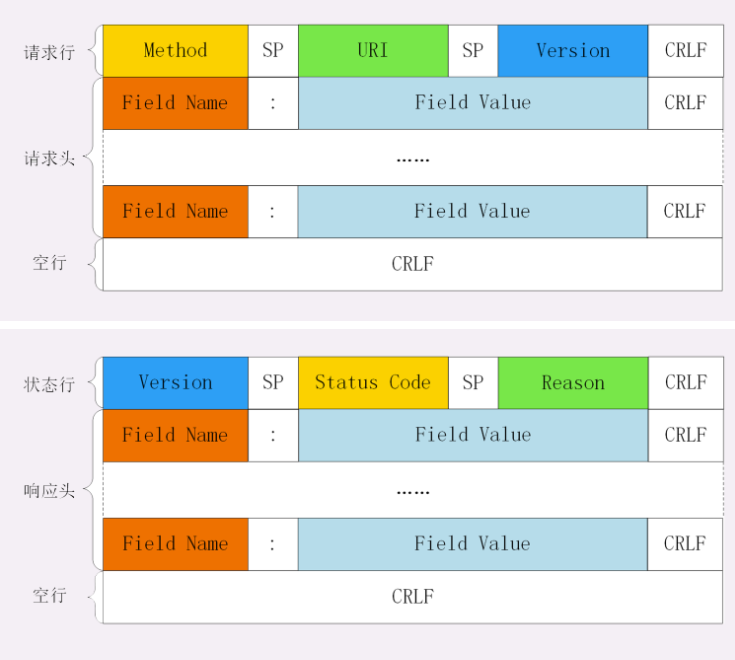 请求行 Method SP URI SP Version CRLF
Field Name : Field Value CRLF
请求头 ……
Field Name : Field Value CRLF
空行 CRLF
状态行 Version SP Status Code SP Reason CRLF
Field Name : Field Value CRLF
响应头 ……
Field Name : Field Value CRLF
空行 CRLF